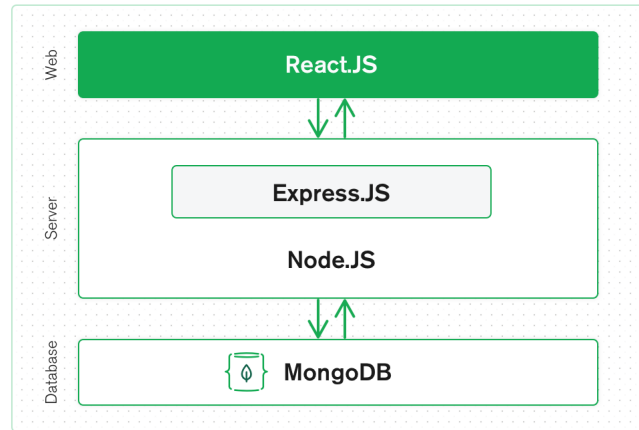 Web
React.JS
Server
Express.JS
Node.JS
Database
MongoDB